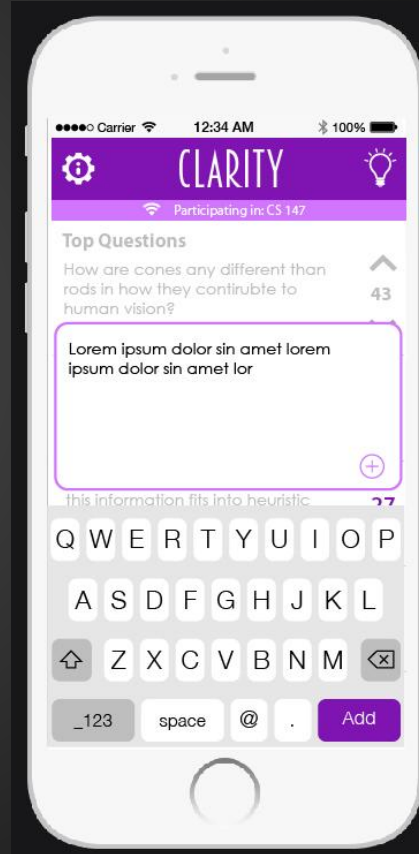 Carrier 12:34 AM 100%
CLARITY
Participating in: CS 147
Top Questions
How are cones any different than
rods in how they contirubte to
human vision?
43
Lorem ipsum dolor sin amet lorem
ipsum dolor sin amet lor
this information fits into heuristic
27
Q W E R T Y U I O P
A S D F G H J K L
Z X C V B N M
_123 space @ . Add